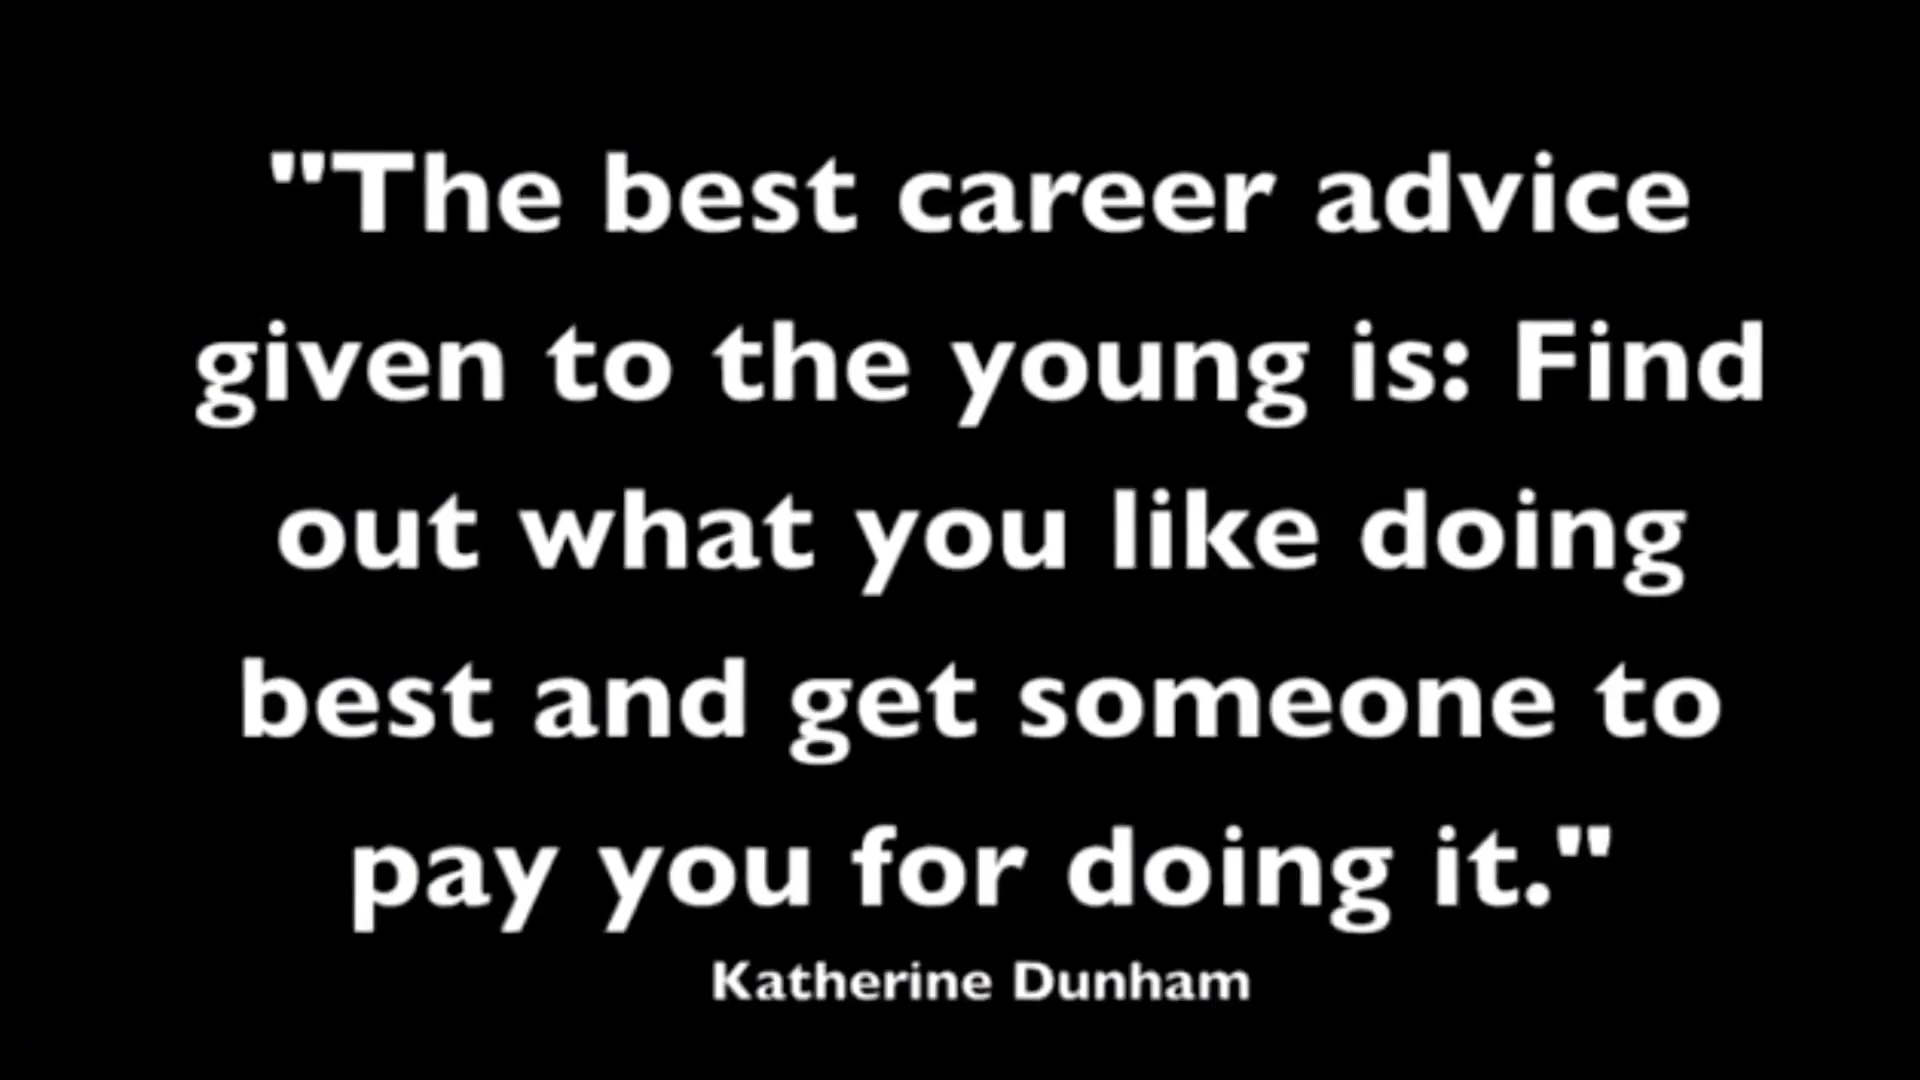 "The best career advice
given to the young is: Find
out what you like doing
best and get someone to
pay you for doing it."
Katherine Dunham